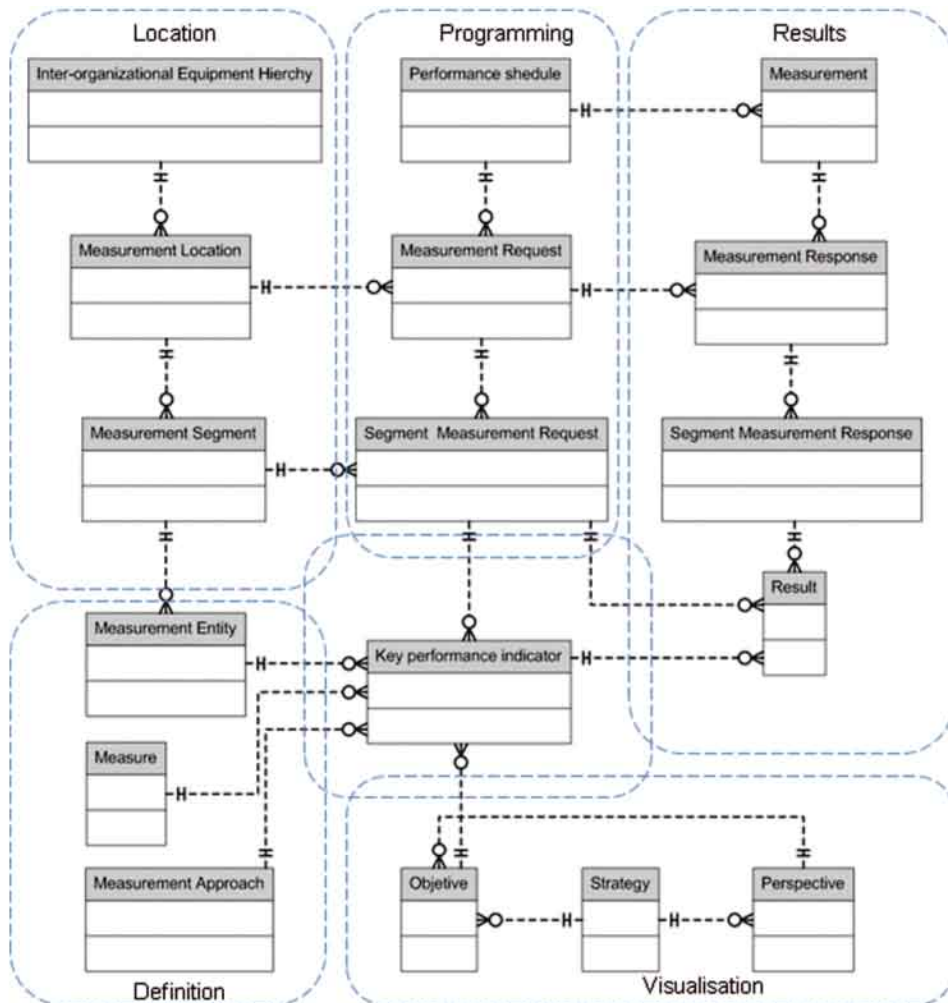 Location
Programming
Results
Inter-organizational Equipment Hierchy
Performance shedule
Measurement
Measurement Location
Measurement Request
Measurement Response
Measurement Segment
Segment Measurement Request
Segment Measurement Response
Result
Measurement Entity
Key performance indicator
Measure
Measurement Approach
Objetive
Strategy
Perspective
Definition
Visualisation